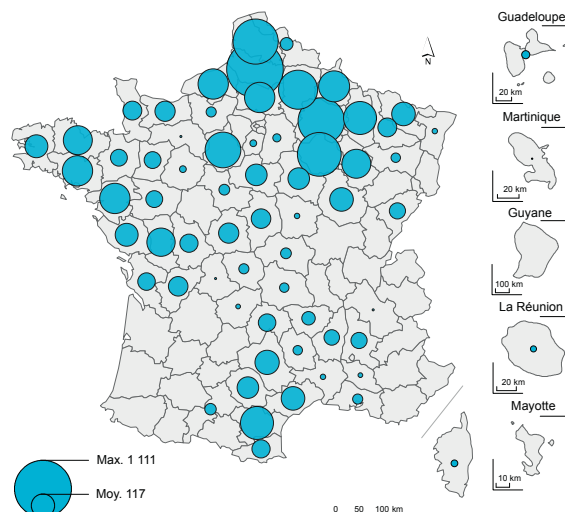 Guadeloupe
20 km
N
Martinique
20 km
Guyane
100 km
La Réunion
20 km
Mayotte
10 km
Max. 1 111
Moy. 117
0 50 100 km